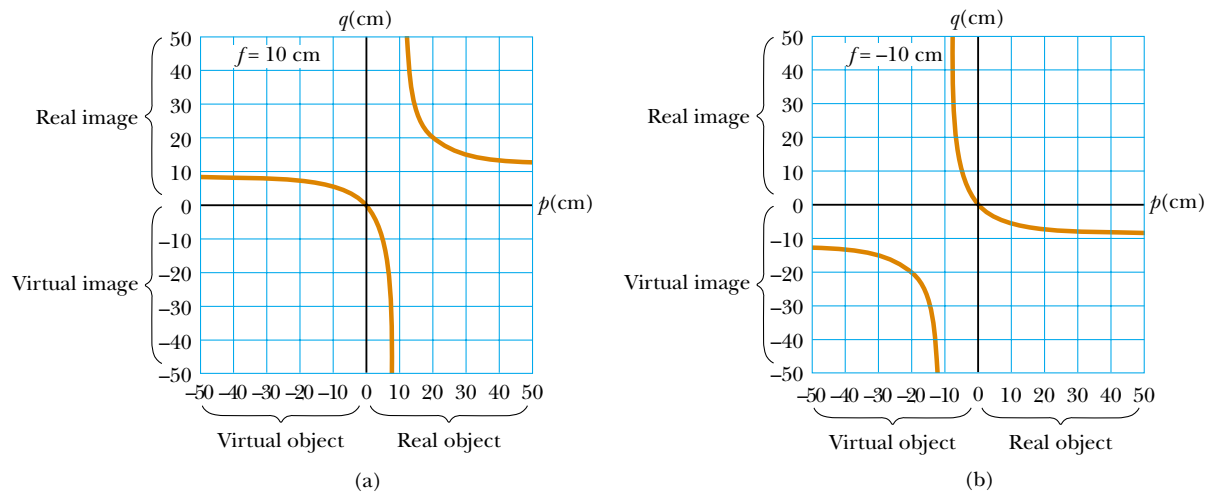 q(cm)
50
f = 10 cm
40
30
Real image
20
10
0
p(cm)
–10
–20
Virtual image
–30
–40
–50
–50 –40 –30 –20 –10 0 10 20 30 40 50
Virtual object Real object
(a)
q(cm)
50
f = –10 cm
40
30
Real image
20
10
0
p(cm)
–10
–20
Virtual image
–30
–40
–50
–50 –40 –30 –20 –10 0 10 20 30 40 50
Virtual object Real object
(b)